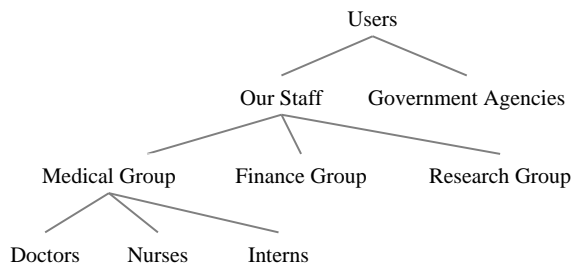 Users
Our Staff Government Agencies
Medical Group Finance Group Research Group
Doctors Nurses Interns